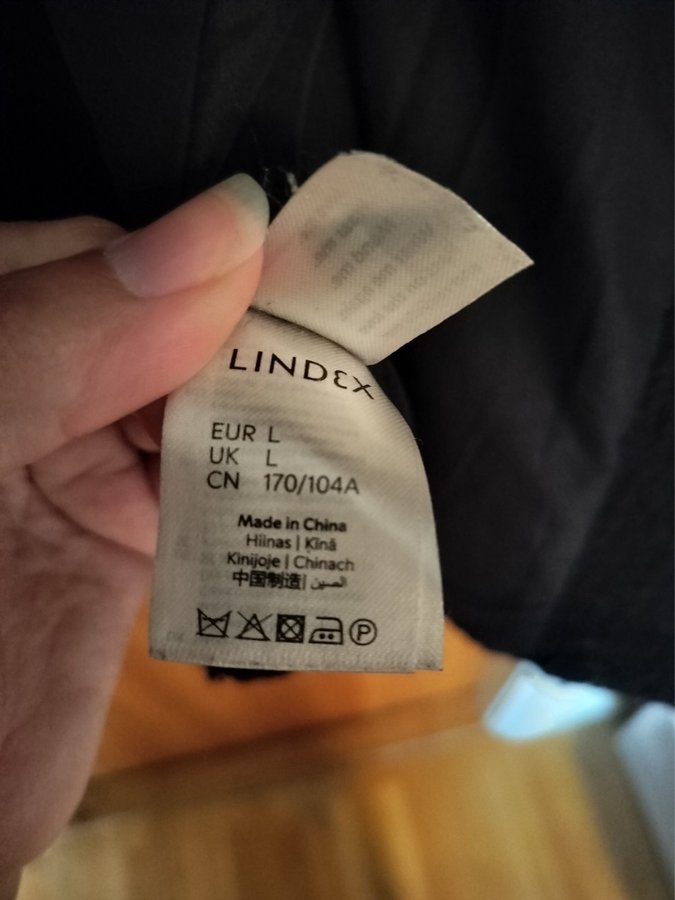 LINDEX
EUR L
UK L
CN 170/104A
Made in China
Hiinas | Ķīnā
Kinijoje | Chinach
中国制造| الصين
P